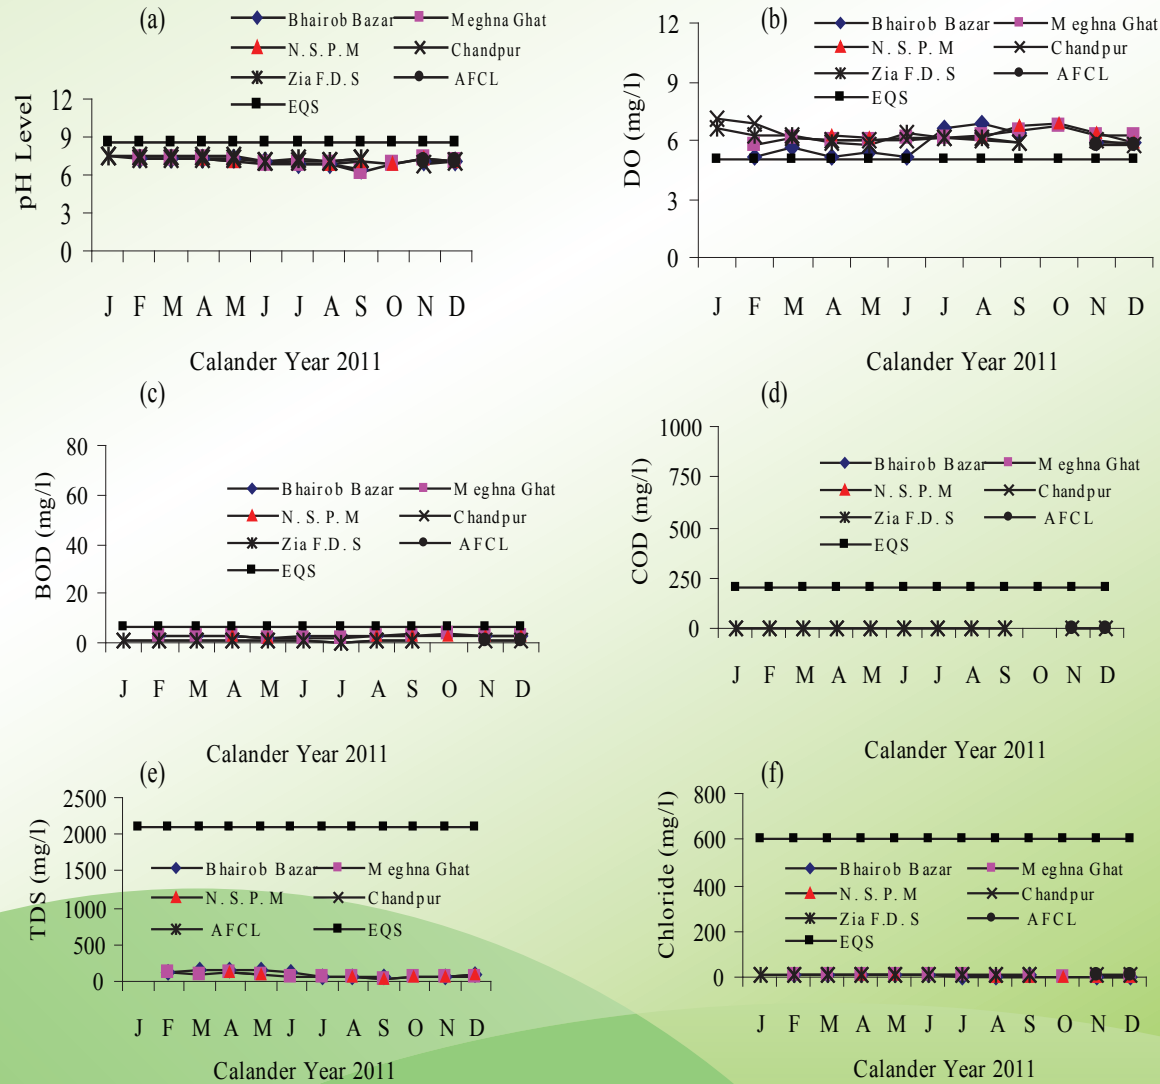 (a)
Bhairob Bazar Meghna Ghat
N. S. P. M Chandpur
Zia F.D. S AFCL
EQS
pH Level
12
9
6
3
0
J F M A M J J A S O N D
Calander Year 2011
(b)
Bhairob Bazar Meghna Ghat
N. S. P. M Chandpur
Zia F.D. S AFCL
EQS
DO (mg/l)
12
9
6
3
0
J F M A M J J A S O N D
Calander Year 2011
(c)
Bhairob Bazar Meghna Ghat
N. S. P. M Chandpur
Zia F.D. S AFCL
EQS
BOD (mg/l)
80
60
40
20
0
J F M A M J J A S O N D
Calander Year 2011
(d)
Bhairob Bazar Meghna Ghat
N. S. P. M Chandpur
Zia F.D. S AFCL
EQS
COD (mg/l)
1000
750
500
250
0
J F M A M J J A S O N D
Calander Year 2011
(e)
Bhairob Bazar Meghna Ghat
N. S. P. M Chandpur
AFCL EQS
TDS (mg/l)
2500
2000
1500
1000
500
0
J F M A M J J A S O N D
Calander Year 2011
(f)
Bhairob Bazar Meghna Ghat
N. S. P. M Chandpur
Zia F.D. S AFCL
EQS
Chloride (mg/l)
800
600
400
200
0
J F M A M J J A S O N D
Calander Year 2011